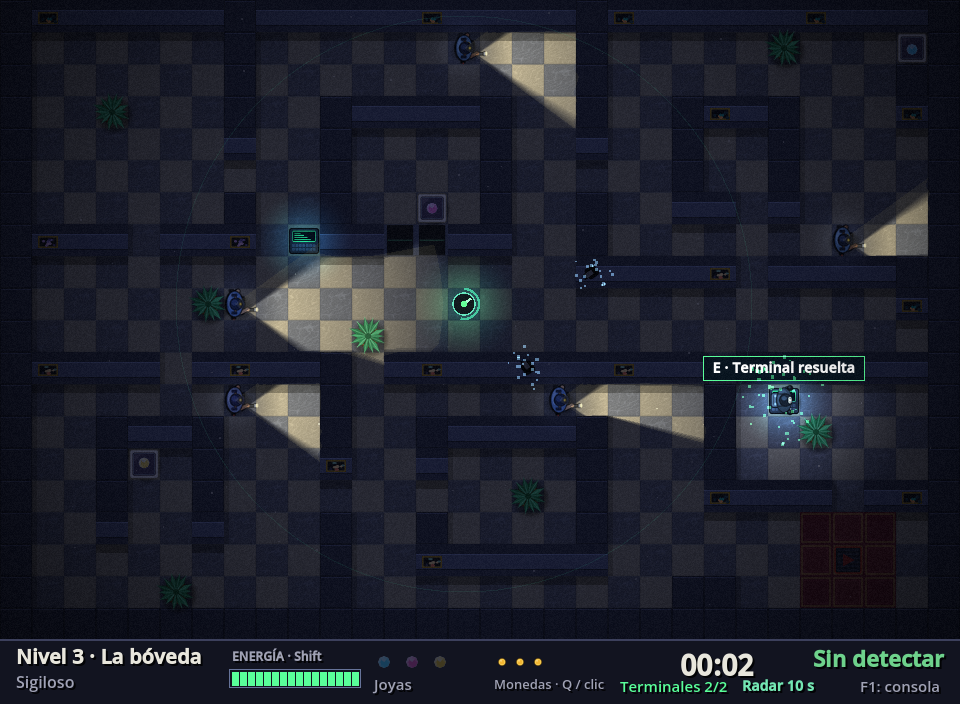 E · Terminal resuelta
Nivel 3 · La bóveda
Sigiloso
ENERGÍA · Shift
Joyas
Monedas · Q / clic
00:02
Terminales 2/2
Radar 10 s
Sin detectar
F1: consola